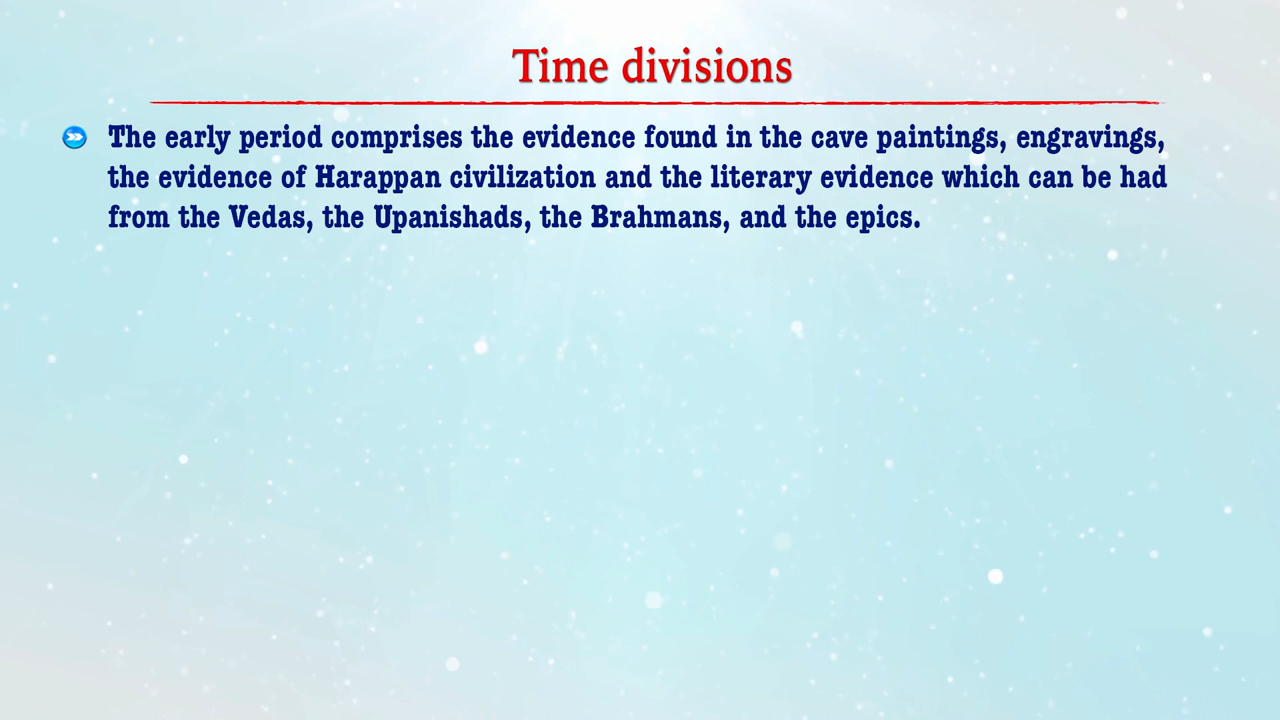 Time divisions
The early period comprises the evidence found in the cave paintings, engravings,
the evidence of Harappan civilization and the literary evidence which can be had
from the Vedas, the Upanishads, the Brahmans, and the epics.